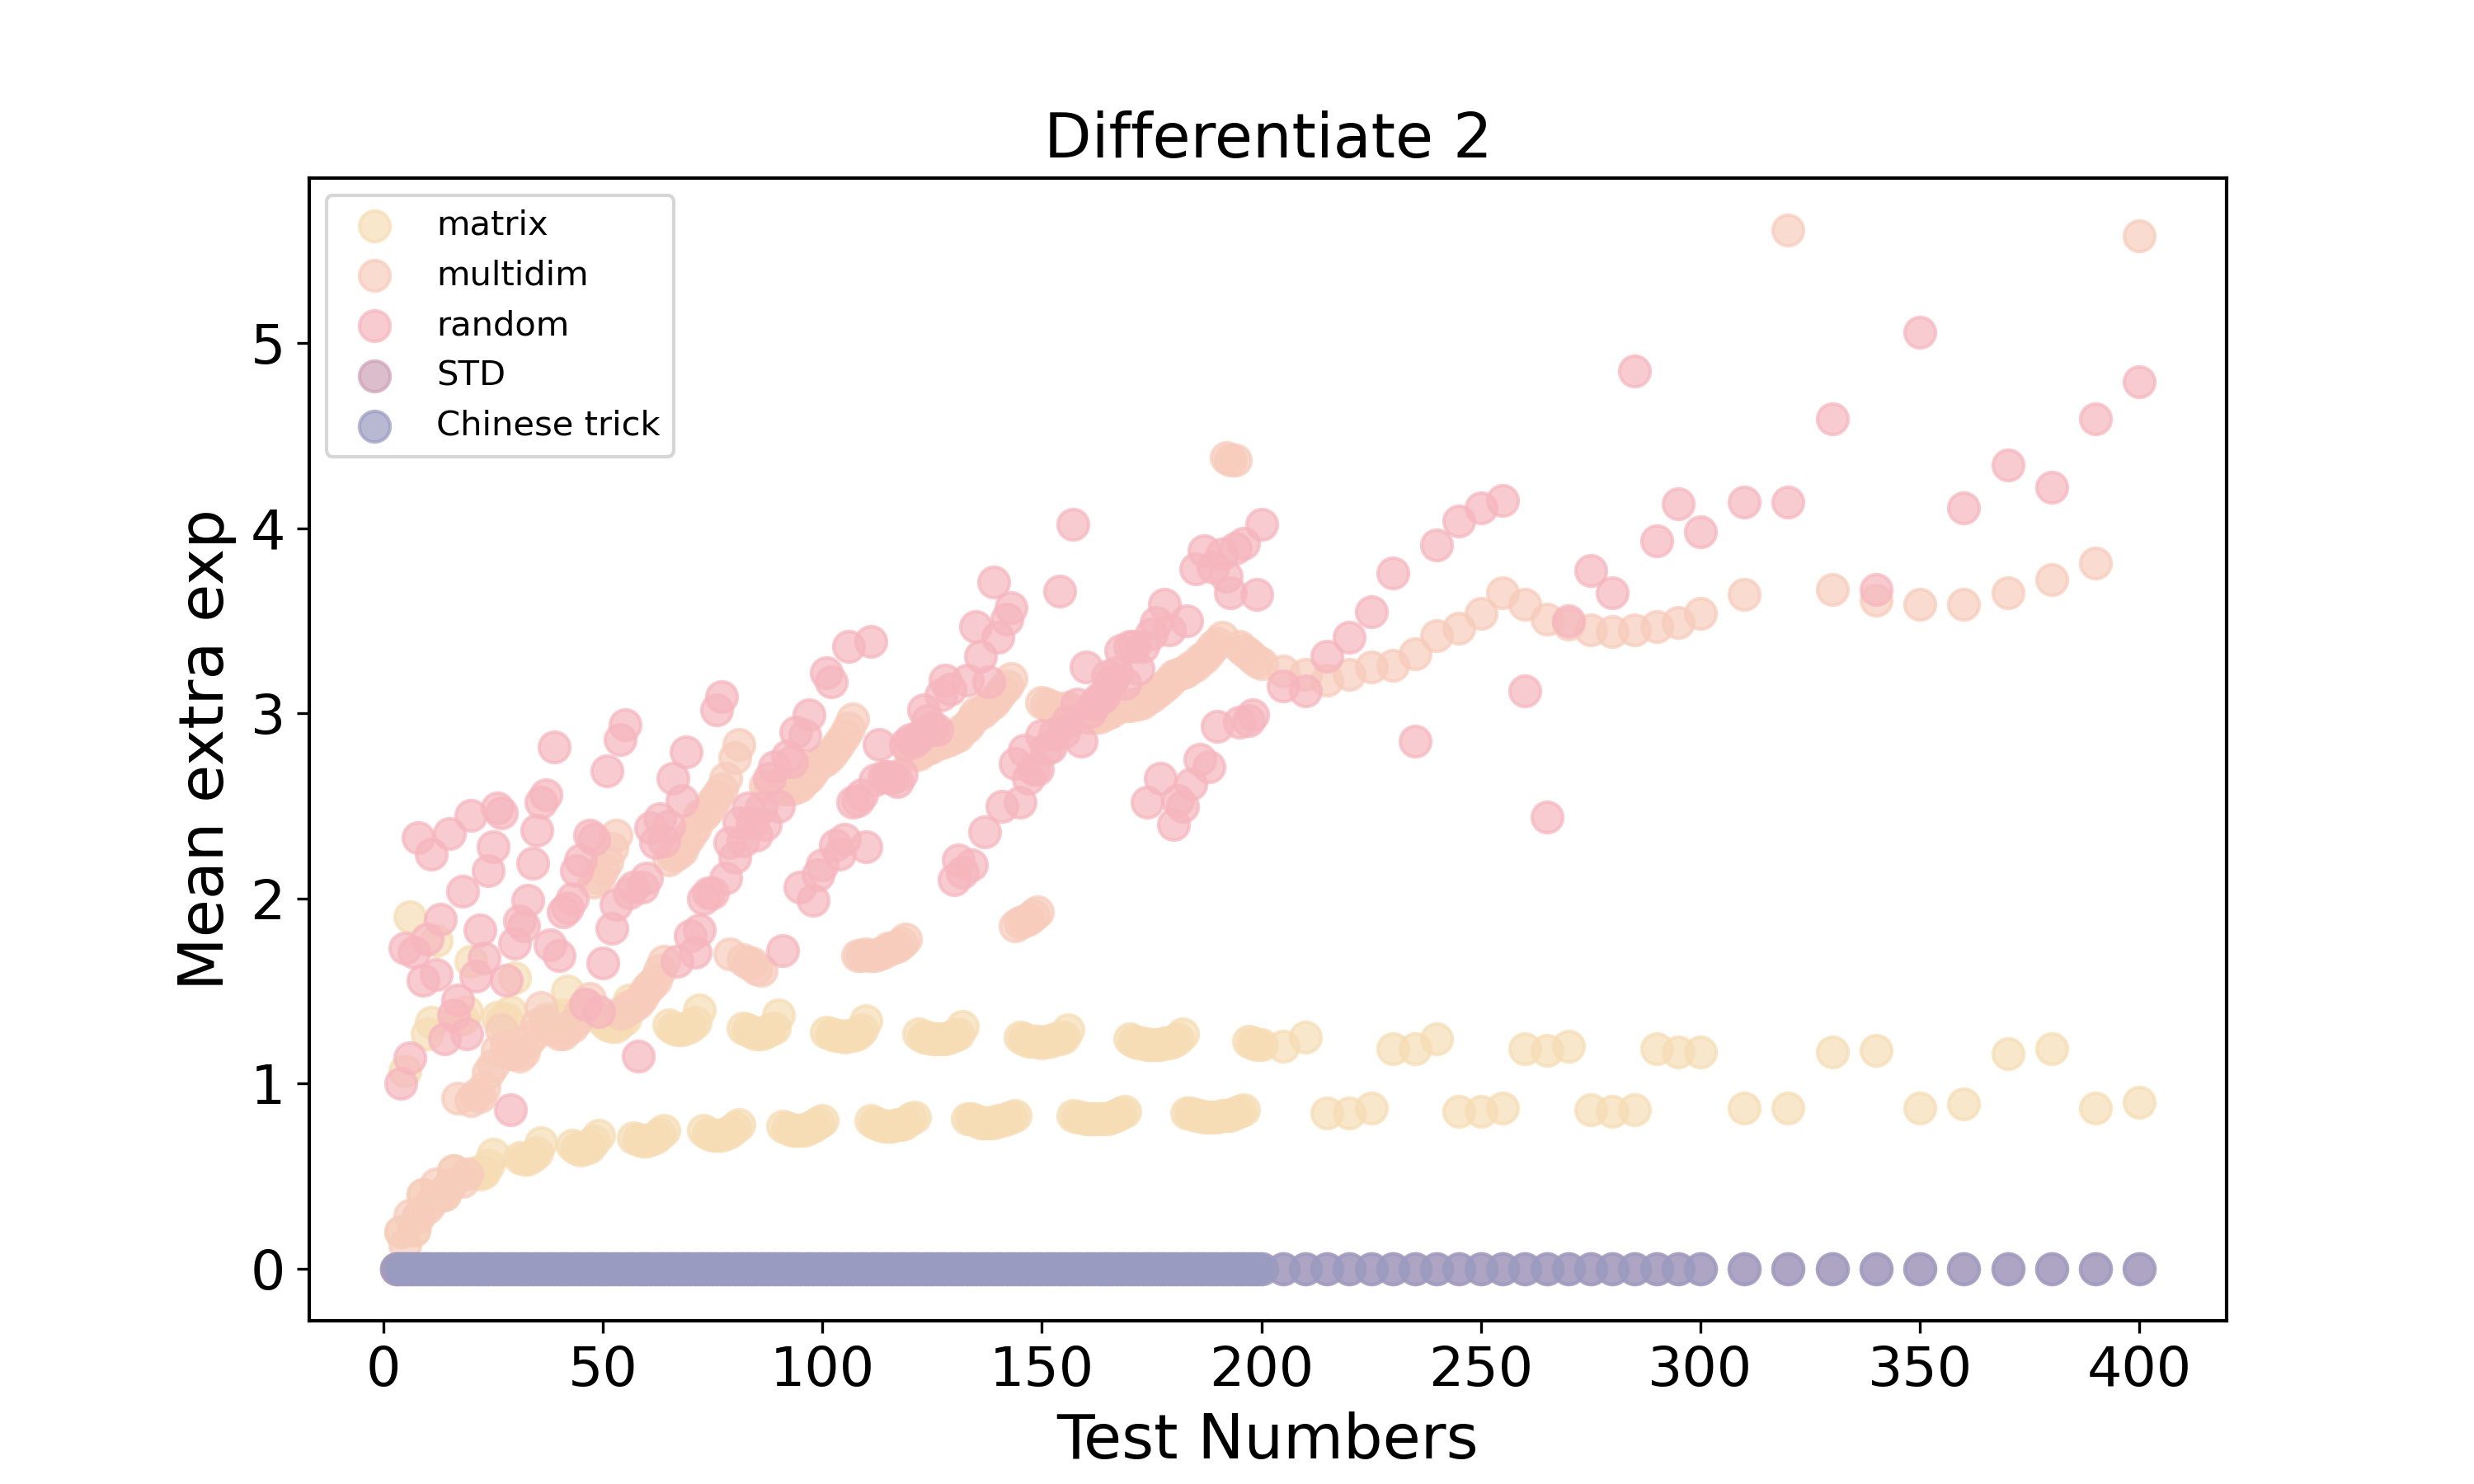 Differentiate 2
matrix
multidim
random
STD
Chinese trick
Mean extra exp
5
4
3
2
1
0
0 50 100 150 200 250 300 350 400
Test Numbers